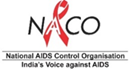 NACO
National AIDS Control Organisation
India's Voice against AIDS